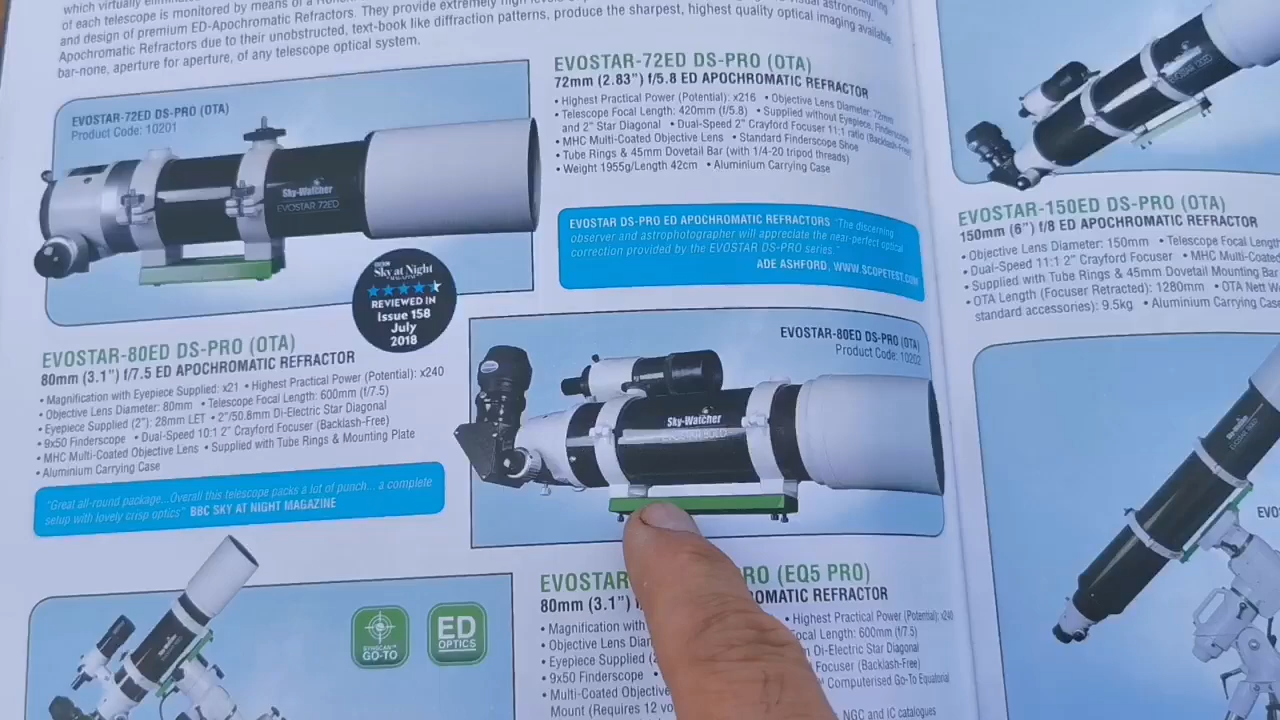 which virtually
of each telescope is monitored by means of a
and design of premium ED-Apochromatic Refractors. They provide extremely high
visual astronomy.
Apochromatic Refractors due to their unobstructed, text-book like diffraction patterns, produce the sharpest, highest quality optical imaging available
bar-none, aperture for aperture, of any telescope optical system.
EVOSTAR-72ED DS-PRO (OTA)
Product Code: 10201
Sky-Watcher
EVOSTAR 72ED
EVOSTAR-72ED DS-PRO (OTA)
72mm (2.83") f/5.8 ED APOCHROMATIC REFRACTOR
• Highest Practical Power (Potential): x216 • Objective Lens Diameter: 72mm
• Telescope Focal Length: 420mm (f/5.8) • Supplied without Eyepiece, Finderscope
and 2" Star Diagonal • Dual-Speed 2" Crayford Focuser 11:1 ratio (Backlash-Free)
• MHC Multi-Coated Objective Lens • Standard Finderscope Shoe
• Tube Rings & 45mm Dovetail Bar (with 1/4-20 tripod threads)
• Weight 1955g/Length 42cm • Aluminium Carrying Case
EVOSTAR DS-PRO ED APOCHROMATIC REFRACTORS "The discerning
observer and astrophotographer will appreciate the near-perfect optical
correction provided by the EVOSTAR DS-PRO series"
ADE ASHFORD, WWW.SCOPETEST.COM
Sky at Night
MAGAZINE
REVIEWED IN
Issue 158
July
2018
EVOSTAR-80ED DS-PRO (OTA)
80mm (3.1") f/7.5 ED APOCHROMATIC REFRACTOR
• Magnification with Eyepiece Supplied: x21 • Highest Practical Power (Potential): x240
• Objective Lens Diameter: 80mm • Telescope Focal Length: 600mm (f/7.5)
• Eyepiece Supplied (2"): 28mm LET • 2"/50.8mm Di-Electric Star Diagonal
• 9x50 Finderscope • Dual-Speed 10:1 2" Crayford Focuser (Backlash-Free)
• MHC Multi-Coated Objective Lens • Supplied with Tube Rings & Mounting Plate
• Aluminium Carrying Case
"Great all-round package...Overall this telescope packs a lot of punch... a complete
setup with lovely crisp optics" BBC SKY AT NIGHT MAGAZINE
EVOSTAR-80ED DS-PRO (OTA)
Product Code: 10202
Sky-Watcher
EVOSTAR 80ED
SYNSCAN
GO-TO
ED
OPTICS
EVOSTAR PRO (EQ5 PRO)
80mm (3.1") OMATIC REFRACTOR
• Magnification with • Highest Practical Power (Potential): x240
• Objective Lens Focal Length: 600mm (f/7.5)
• Eyepiece Supplied Di-Electric Star Diagonal
• 9x50 Finderscope Focuser (Backlash-Free)
• Multi-Coated Objective Computerised Go-To Equatorial
Mount (Requires 12 NGC and IC catalogues
EVOSTAR-150ED DS-PRO (OTA)
150mm (6") f/8 ED APOCHROMATIC REFRACTOR
• Objective Lens Diameter: 150mm • Telescope Focal Length
• Dual-Speed 11:1 2" Crayford Focuser • MHC Multi-Coated
• Supplied with Tube Rings & 45mm Dovetail Mounting Bar
• OTA Length (Focuser Retracted): 1280mm • OTA Nett
standard accessories): 9.5kg • Aluminium Carrying Case
EVO